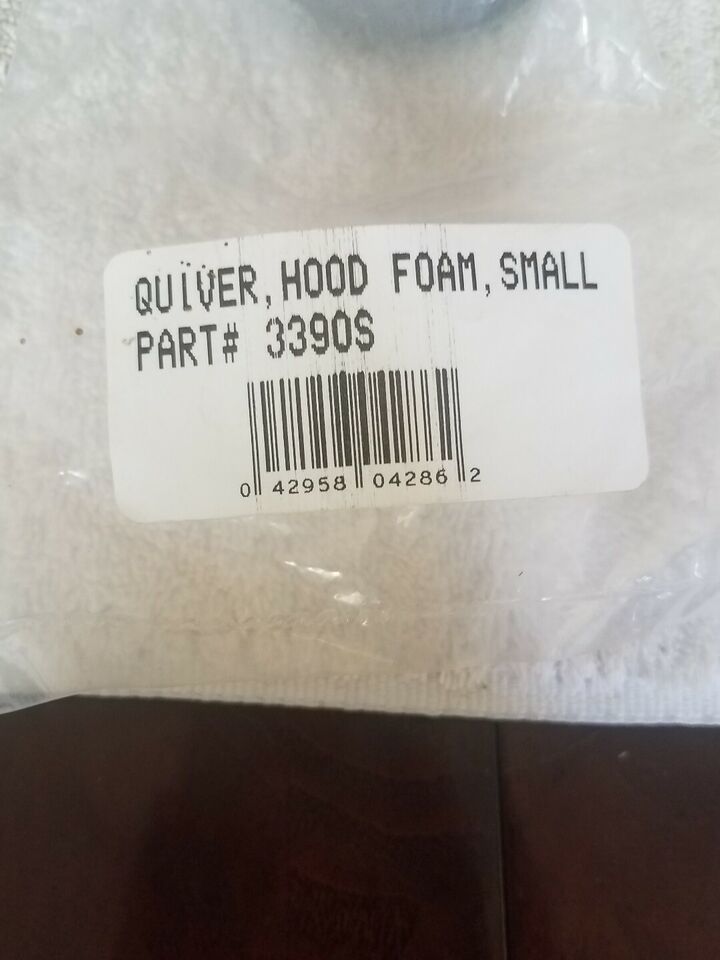 QUIVER,HOOD FOAM,SMALL
PART# 3390S
0 42958 04286 2